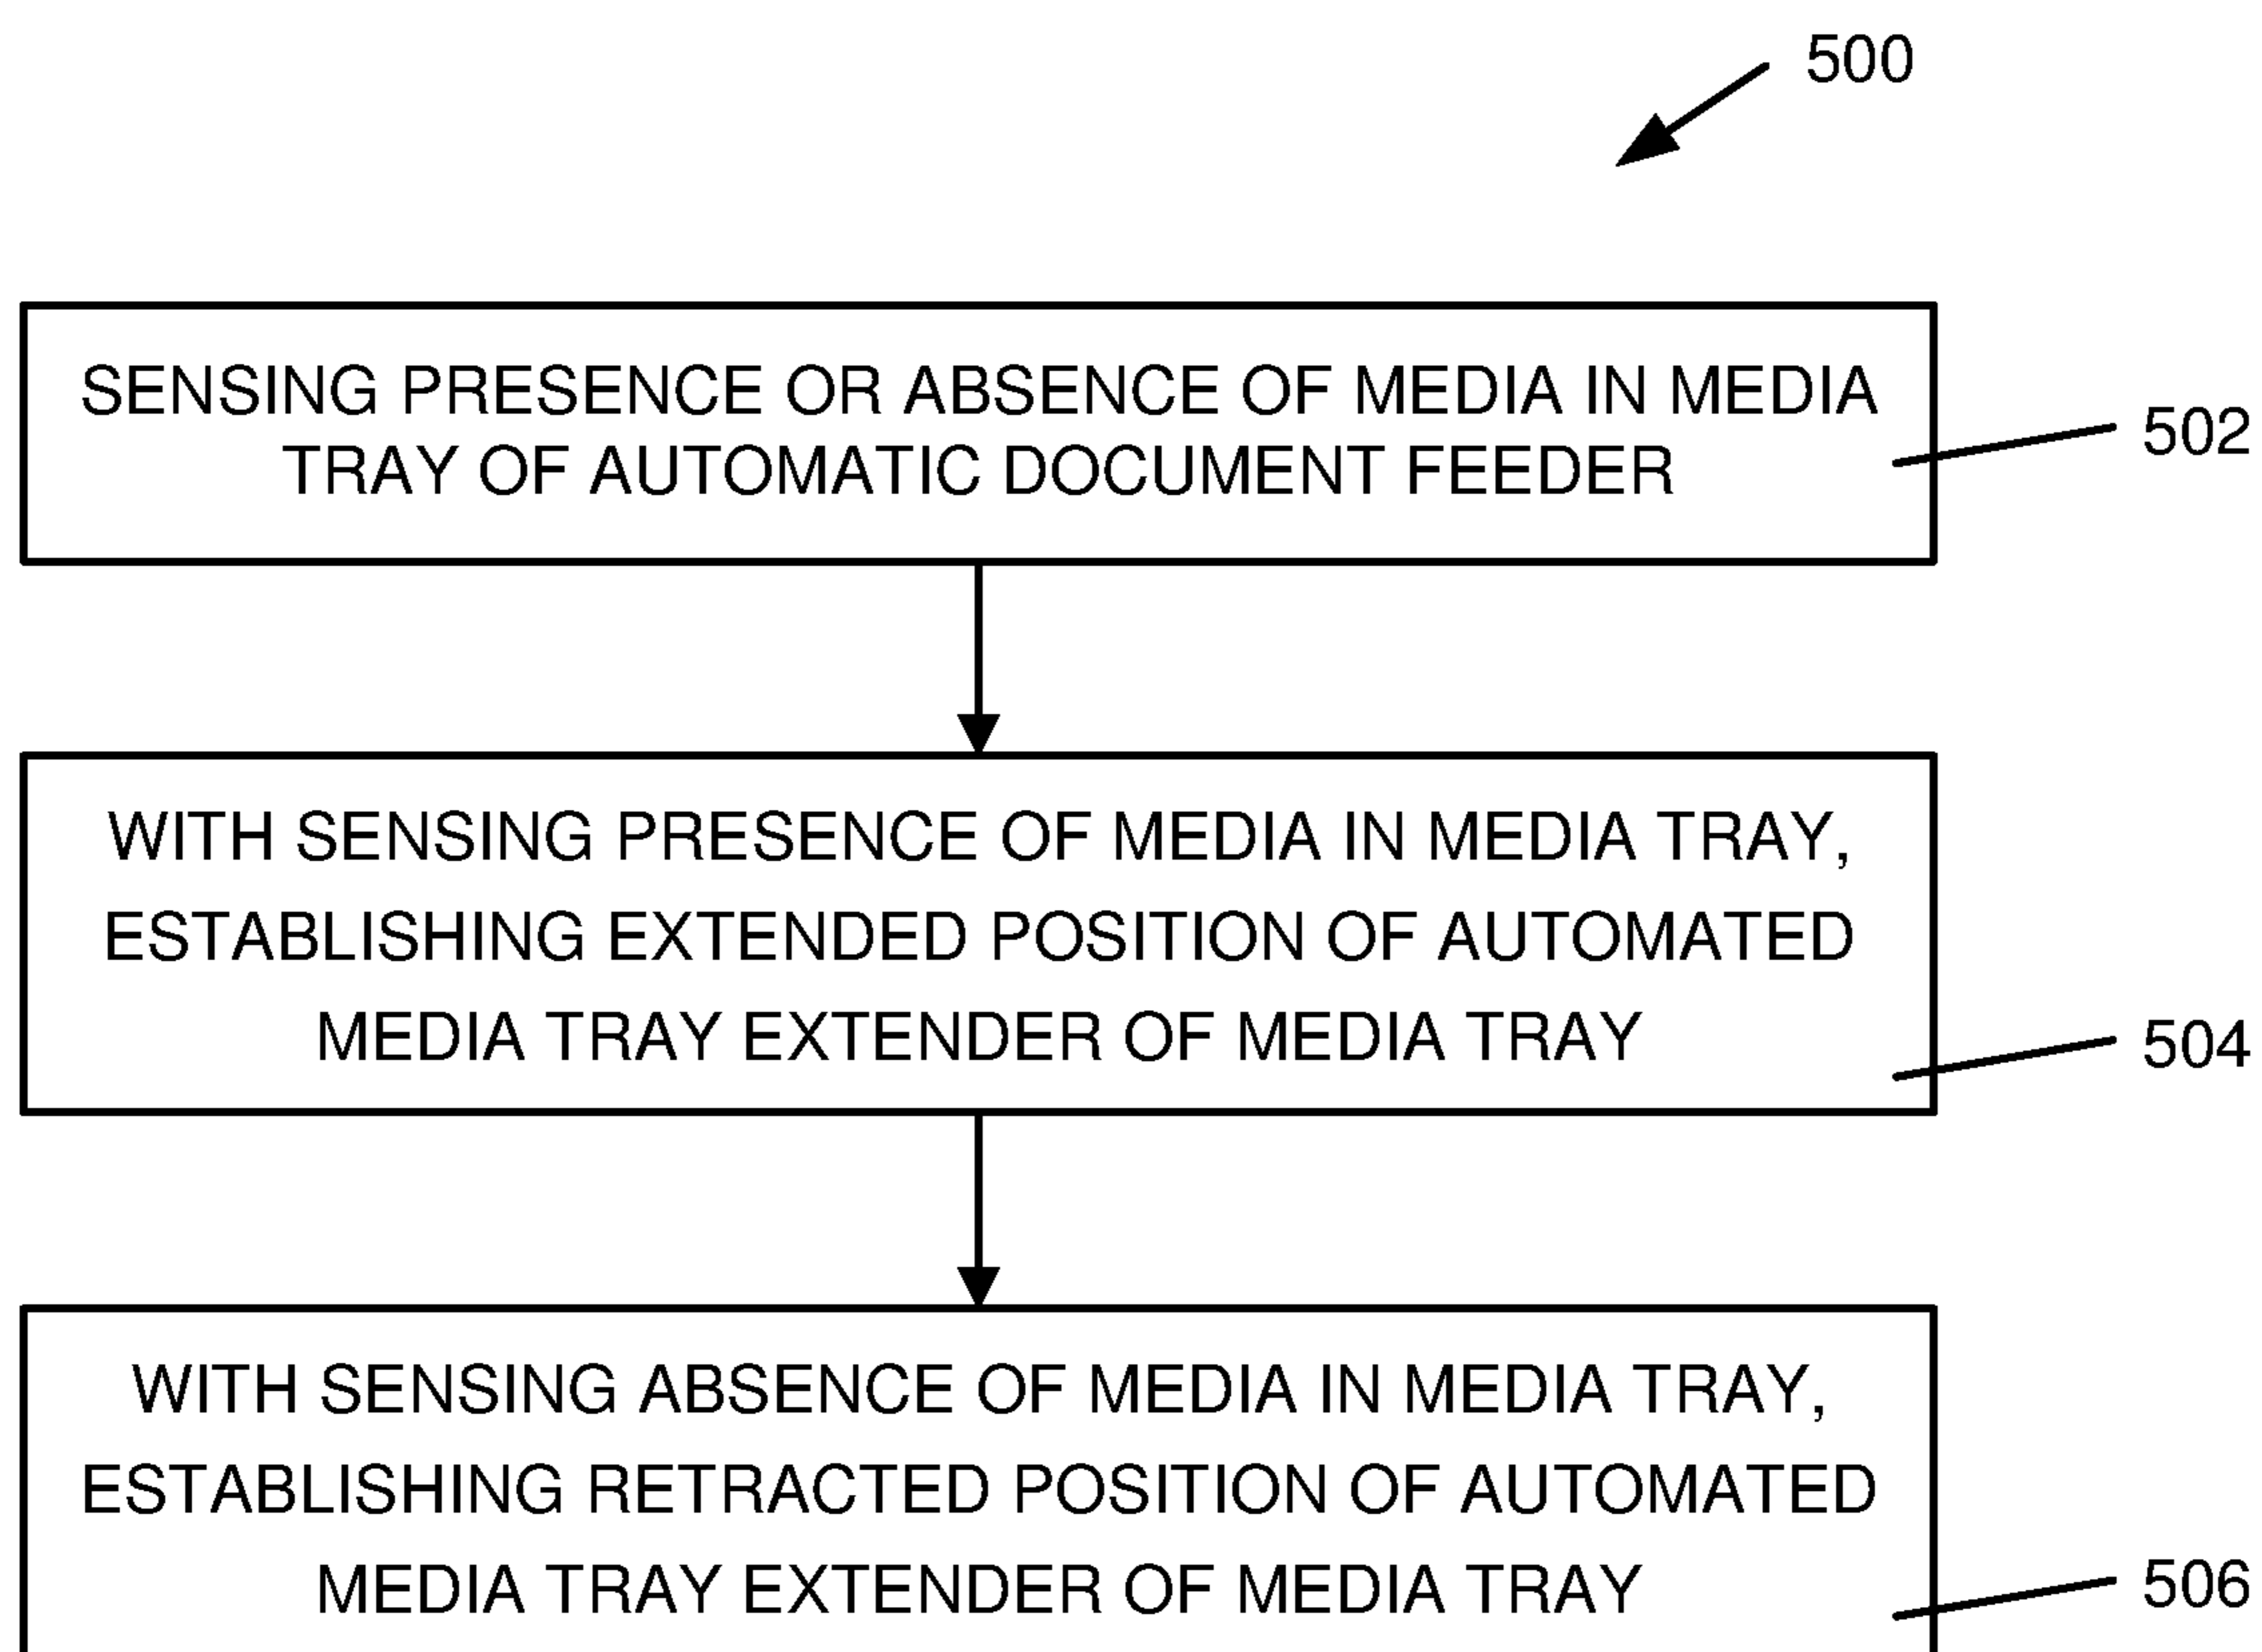 500
SENSING PRESENCE OR ABSENCE OF MEDIA IN MEDIA
TRAY OF AUTOMATIC DOCUMENT FEEDER
502
WITH SENSING PRESENCE OF MEDIA IN MEDIA TRAY,
ESTABLISHING EXTENDED POSITION OF AUTOMATED
MEDIA TRAY EXTENDER OF MEDIA TRAY
504
WITH SENSING ABSENCE OF MEDIA IN MEDIA TRAY,
ESTABLISHING RETRACTED POSITION OF AUTOMATED
MEDIA TRAY EXTENDER OF MEDIA TRAY
506